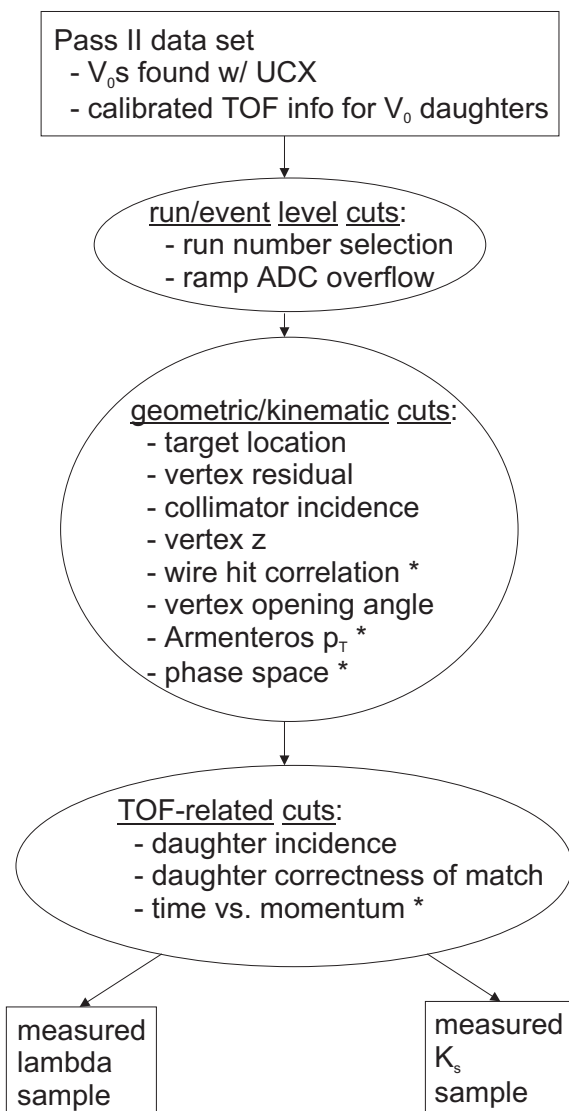 Pass II data set
- V₀s found w/ UCX
- calibrated TOF info for V₀ daughters
run/event level cuts:
- run number selection
- ramp ADC overflow
geometric/kinematic cuts:
- target location
- vertex residual
- collimator incidence
- vertex z
- wire hit correlation *
- vertex opening angle
- Armenteros p_T *
- phase space *
TOF-related cuts:
- daughter incidence
- daughter correctness of match
- time vs. momentum *
measured
lambda
sample
measured
Kₛ
sample